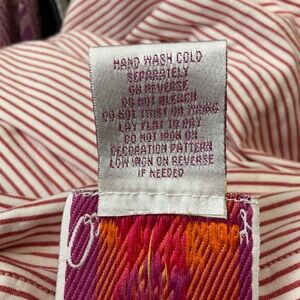 HAND WASH COLD
SEPARATELY
ON REVERSE
DO NOT BLEACH
DO NOT TWIST OR WRING
LAY FLAT TO DRY
DO NOT IRON ON
DECORATION PATTERN
LOW IRON ON REVERSE
IF NEEDED